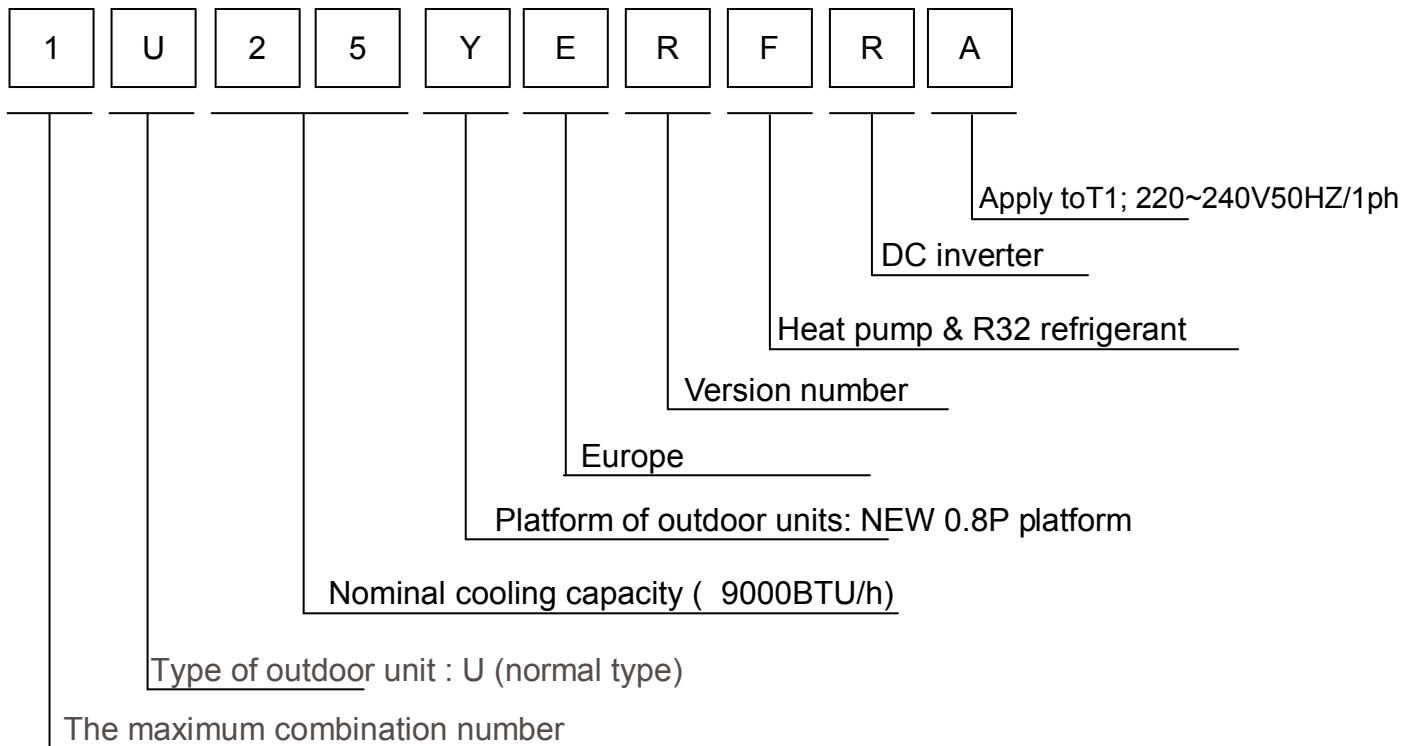 1 U 2 5 Y E R F R A
Apply toT1; 220~240V50HZ/1ph
DC inverter
Heat pump & R32 refrigerant
Version number
Europe
Platform of outdoor units: NEW 0.8P platform
Nominal cooling capacity ( 9000BTU/h)
Type of outdoor unit : U (normal type)
The maximum combination number